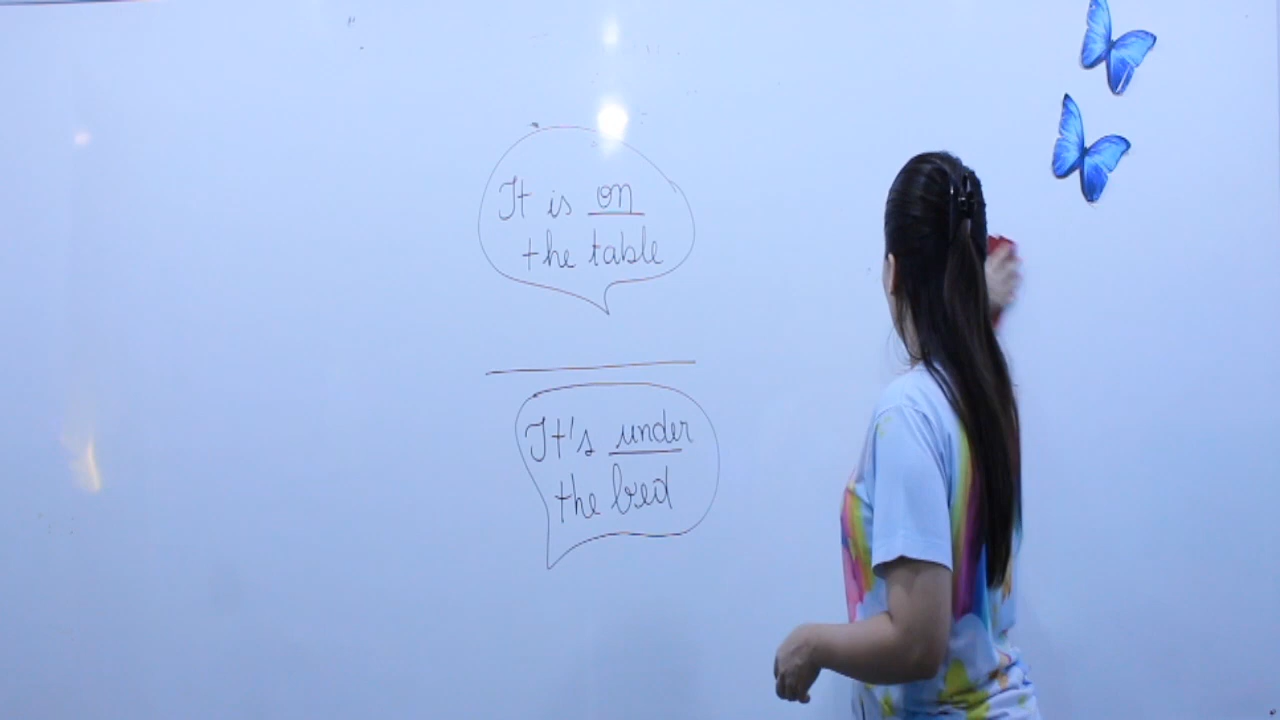 It is on
the table
It's under
the bed